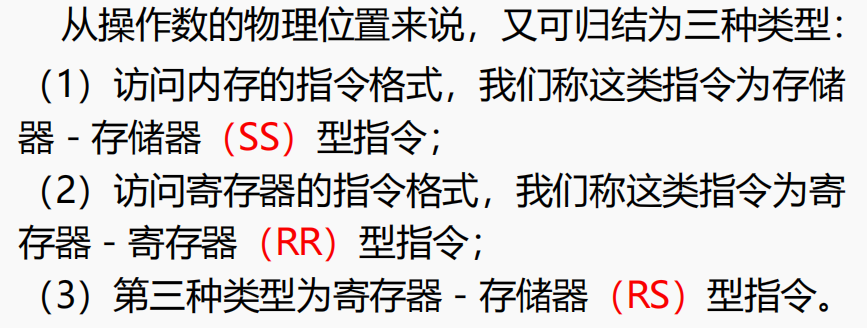 从操作数的物理位置来说，又可归结为三种类型：
（1）访问内存的指令格式，我们称这类指令为存储
器 - 存储器（SS）型指令；
（2）访问寄存器的指令格式，我们称这类指令为寄
存器 - 寄存器（RR）型指令；
（3）第三种类型为寄存器 - 存储器（RS）型指令。